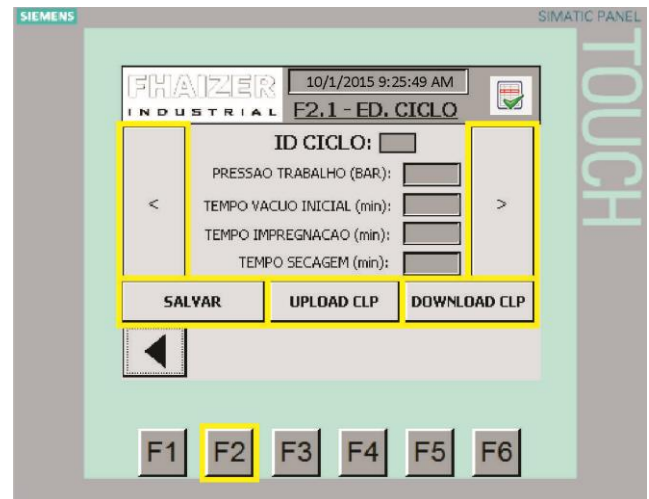 SIEMENS
SIMATIC PANEL
TOUCH
FHAIZER
INDUSTRIAL
10/1/2015 9:25:49 AM
F2.1 - ED. CICLO
ID CICLO:
PRESSAO TRABALHO (BAR):
<
TEMPO VACUO INICIAL (min):
>
TEMPO IMPREGNACAO (min):
TEMPO SECAGEM (min):
SALVAR
UPLOAD CLP
DOWNLOAD CLP
F1
F2
F3
F4
F5
F6